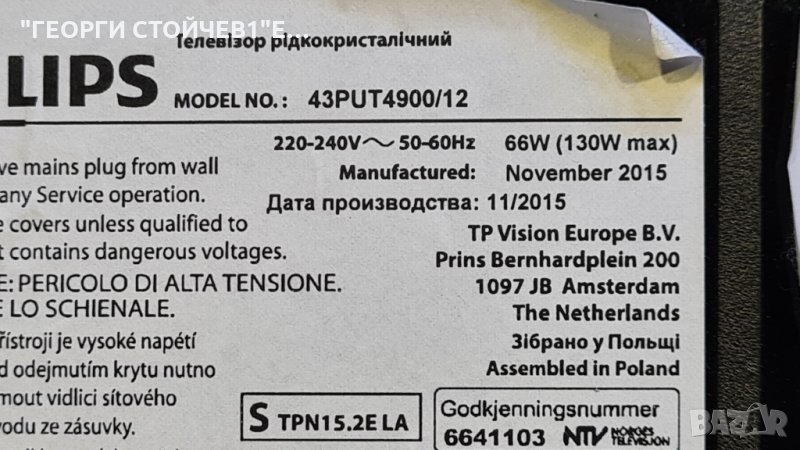 "ГЕОРГИ СТОЙЧЕВ1"Е...
Телевізор рідкокристалічний
LIPS MODEL NO.: 43PUT4900/12
220-240V~ 50-60Hz 66W (130W max)
ve mains plug from wall
Manufactured: November 2015
any Service operation.
Дата производства: 11/2015
e covers unless qualified to
t contains dangerous voltages.
TP Vision Europe B.V.
Prins Bernhardplein 200
E: PERICOLO DI ALTA TENSIONE.
1097 JB Amsterdam
E LO SCHIENALE.
The Netherlands
řístroji je vysoké napětí
Зібрано у Польщі
d odejmutím krytu nutno
Assembled in Poland
mout vidlici síťového
vodu ze zásuvky.
S TPN15.2E LA
Godkjenningsnummer
6641103 NTV NORGES TELEVISJON
BAZAR